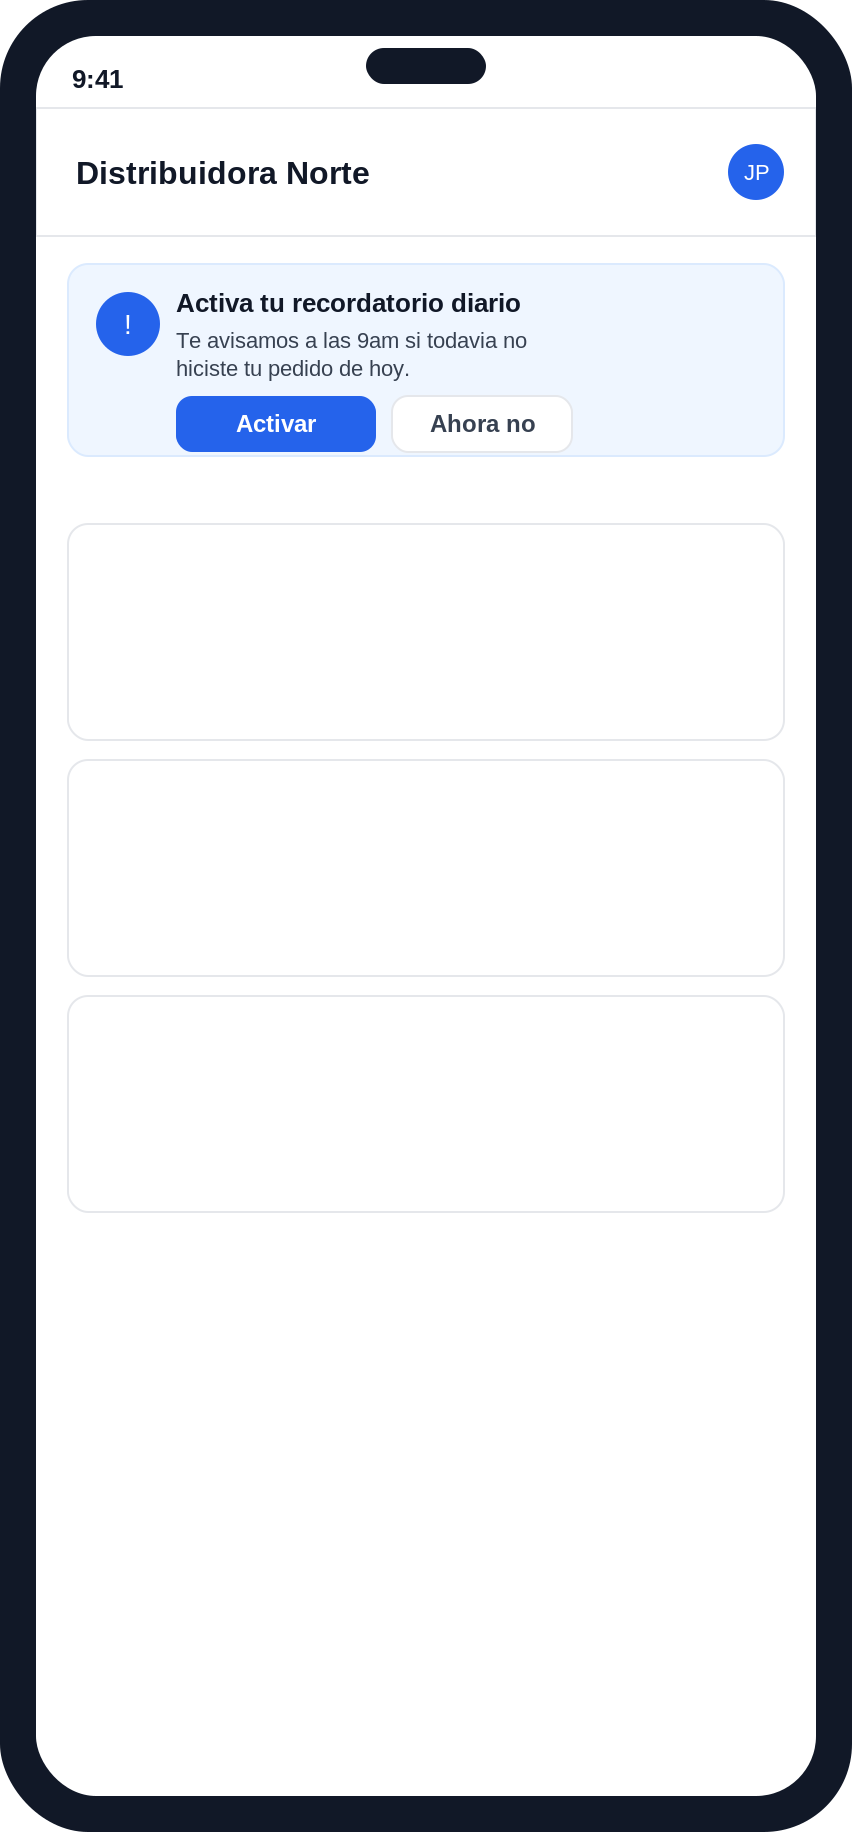 9:41
Distribuidora Norte
JP
!
Activa tu recordatorio diario
Te avisamos a las 9am si todavia no
hiciste tu pedido de hoy.
Activar
Ahora no